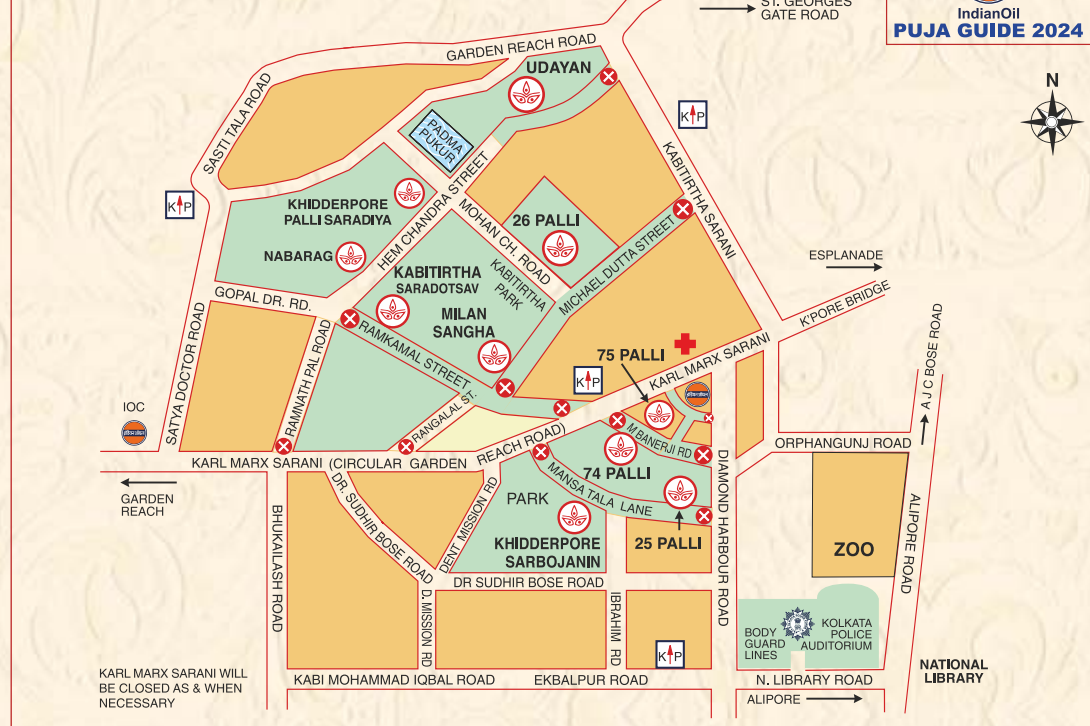 ST. GEORGES
GATE ROAD
IndianOil
PUJA GUIDE 2024
GARDEN REACH ROAD
UDAYAN
SASTI TALA ROAD
PADMA
PUKUR
N
K P
KABITIRTHA SARANI
K P
KHIDDERPORE
PALLI SARADIYA
NABARAG
HEM CHANDRA STREET
MOHAN CH. ROAD
26 PALLI
MICHAEL DUTTA STREET
KABITIRTHA
SARADOTSAV
KABITIRTHA
PARK
MILAN
SANGHA
ESPLANADE
K'PORE BRIDGE
GOPAL DR. RD.
SATYA DOCTOR ROAD
RAMNATH PAL ROAD
RAMKAMAL STREET
RANGALAL ST.
75 PALLI
K P
KARL MARX SARANI
A J C BOSE ROAD
IOC
M BANERJI RD
ORPHANGUNJ ROAD
KARL MARX SARANI (CIRCULAR GARDEN REACH ROAD)
74 PALLI
GARDEN
REACH
DR. SUDHIR BOSE ROAD
DENT MISSION RD
PARK
MANSA TALA LANE
25 PALLI
DIAMOND HARBOUR ROAD
ALIPORE ROAD
ZOO
BHUKAILASH ROAD
KHIDDERPORE
SARBOJANIN
DR SUDHIR BOSE ROAD
D. MISSION RD
IBRAHIM RD
K P
BODY
GUARD
LINES
KOLKATA
POLICE
AUDITORIUM
KARL MARX SARANI WILL
BE CLOSED AS & WHEN
NECESSARY
KABI MOHAMMAD IQBAL ROAD
EKBALPUR ROAD
N. LIBRARY ROAD
NATIONAL
LIBRARY
ALIPORE